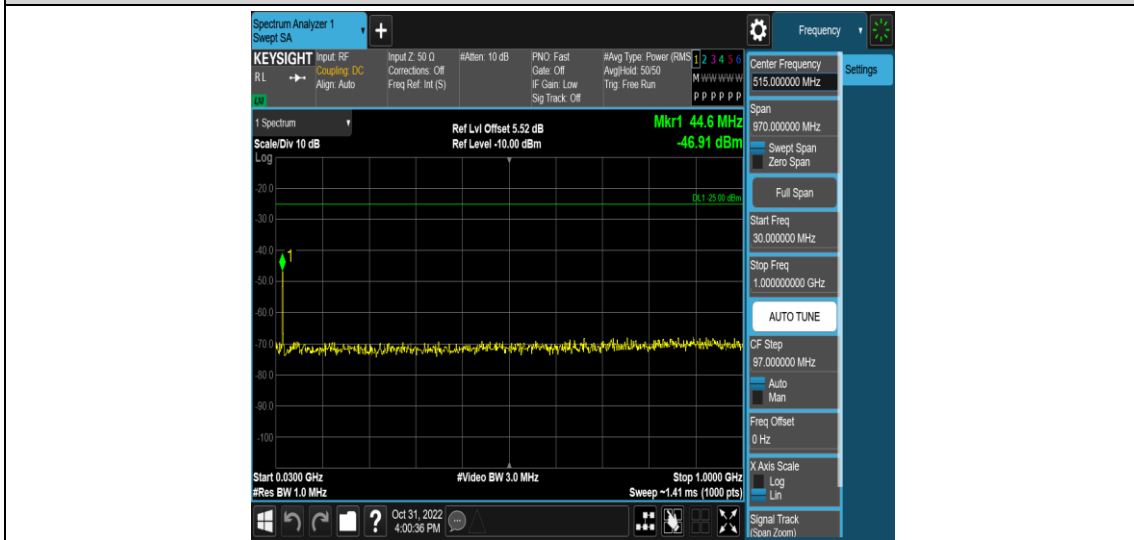 Spectrum Analyzer 1
Swept SA
+
Frequency
KEYSIGHT
RL
LXI
Input: RF
Coupling: DC
Align: Auto
Input Z: 50 Ω
Corrections: Off
Freq Ref: Int (S)
#Atten: 10 dB
PNO: Fast
Gate: Off
IF Gain: Low
Sig Track: Off
#Avg Type: Power (RMS
Avg|Hold: 50/50
Trig: Free Run
1 2 3 4 5 6
M W W W W W
P P P P P P
1 Spectrum
Scale/Div 10 dB
Log
Ref Lvl Offset 5.52 dB
Ref Level -10.00 dBm
Mkr1 44.6 MHz
-46.91 dBm
-20.0
DL1 -25.00 dBm
-30.0
-40.0
1
-50.0
-60.0
-70.0
-80.0
-90.0
-100
Start 0.0300 GHz
#Res BW 1.0 MHz
#Video BW 3.0 MHz
Stop 1.0000 GHz
Sweep ~1.41 ms (1000 pts)
?
Oct 31, 2022
4:00:36 PM
Center Frequency
515.000000 MHz
Settings
Span
970.000000 MHz
Swept Span
Zero Span
Full Span
Start Freq
30.000000 MHz
Stop Freq
1.000000000 GHz
AUTO TUNE
CF Step
97.000000 MHz
Auto
Man
Freq Offset
0 Hz
X Axis Scale
Log
Lin
Signal Track
(Span Zoom)